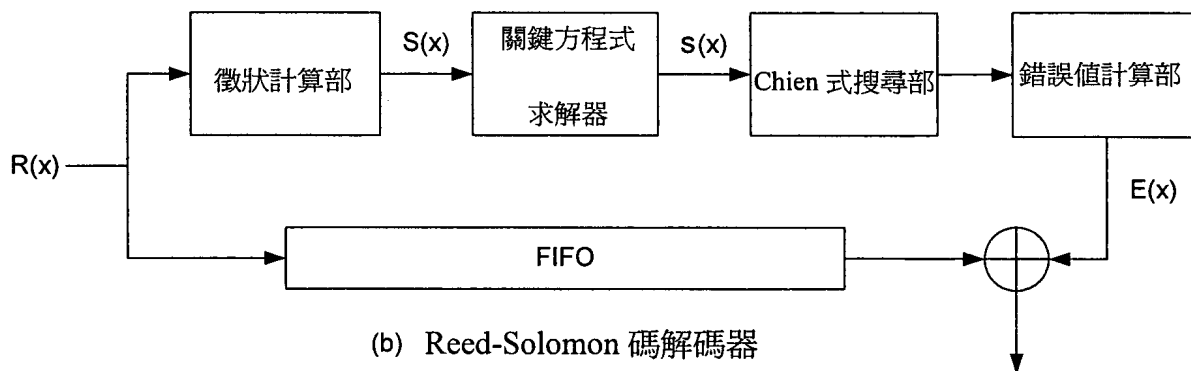 S(x)
s(x)
徵狀計算部
關鍵方程式
求解器
Chien 式搜尋部
錯誤值計算部
R(x)
E(x)
FIFO
(b) Reed-Solomon 碼解碼器